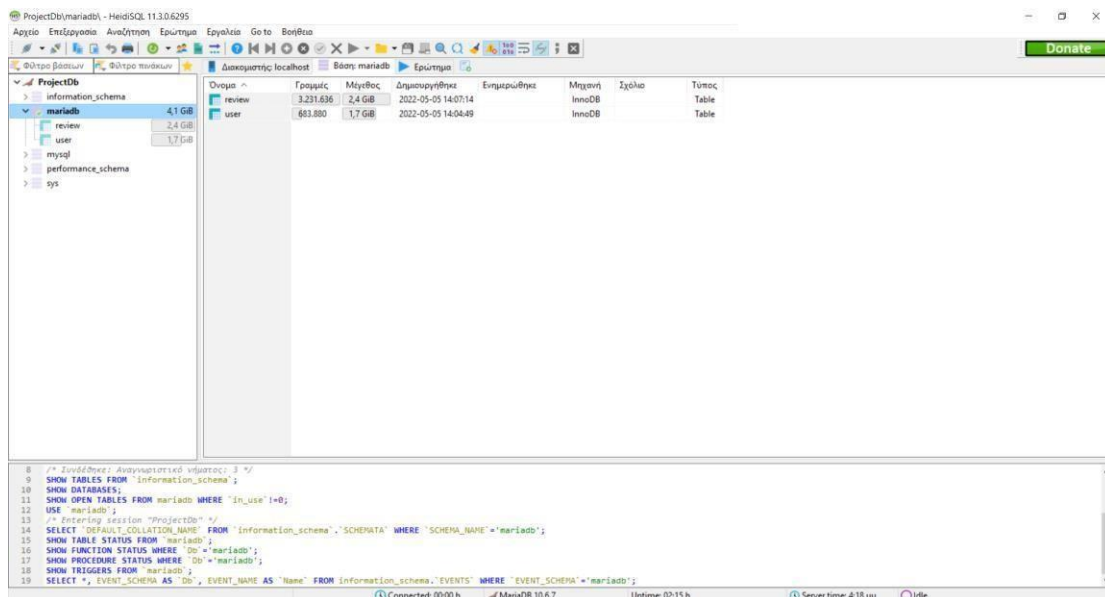 ProjectDb\mariadb\ - HeidiSQL 11.3.0.6295
Αρχείο Επεξεργασία Αναζήτηση Ερώτημα Εργαλεία Go to Βοήθεια
Donate
Φίλτρο βάσεων Φίλτρο πινάκων Διακομιστής: localhost Βάση: mariadb Ερώτημα
ProjectDb
information_schema
mariadb 4,1 GiB
review 2,4 GiB
user 1,7 GiB
mysql
performance_schema
sys
Όνομα Γραμμές Μέγεθος Δημιουργήθηκε Ενημερώθηκε Μηχανή Σχόλιο Τύπος
review 3.231.636 2,4 GiB 2022-05-05 14:07:14 InnoDB Table
user 683.880 1,7 GiB 2022-05-05 14:04:49 InnoDB Table
8 /* Συνδέθηκε: Αναγνωριστικό νήματος: 3 */
9 SHOW TABLES FROM `information_schema`;
10 SHOW DATABASES;
11 SHOW OPEN TABLES FROM mariadb WHERE `in_use`!=0;
12 USE `mariadb`;
13 /* Entering session "ProjectDb" */
14 SELECT `DEFAULT_COLLATION_NAME` FROM `information_schema`.`SCHEMATA` WHERE `SCHEMA_NAME`='mariadb';
15 SHOW TABLE STATUS FROM `mariadb`;
16 SHOW FUNCTION STATUS WHERE `Db`='mariadb';
17 SHOW PROCEDURE STATUS WHERE `Db`='mariadb';
18 SHOW TRIGGERS FROM `mariadb`;
19 SELECT *, EVENT_SCHEMA AS `Db`, EVENT_NAME AS `Name` FROM information_schema.`EVENTS` WHERE `EVENT_SCHEMA`='mariadb';
Connected: 00:00 h MariaDB 10.6.7 Uptime: 02:15 h Server time: 4:18 μμ Idle